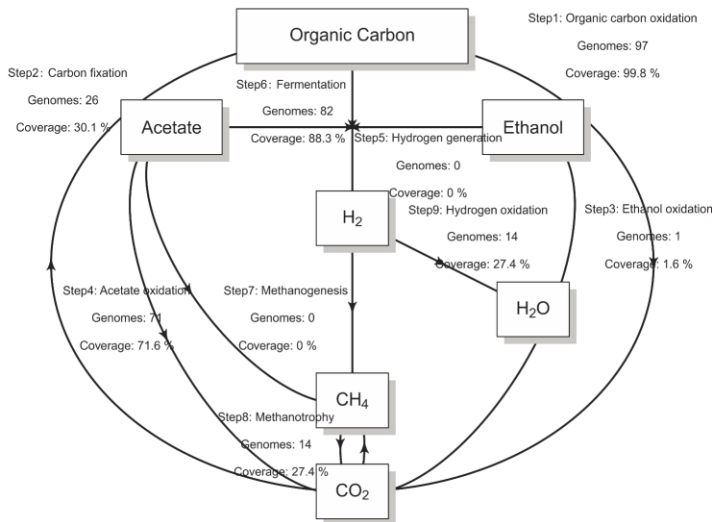 Organic Carbon
Step1: Organic carbon oxidation
Genomes: 97
Coverage: 99.8 %
Step2: Carbon fixation
Genomes: 26
Coverage: 30.1 %
Step6: Fermentation
Genomes: 82
Coverage: 88.3 %
Acetate
Ethanol
Step5: Hydrogen generation
Genomes: 0
Coverage: 0 %
H₂
Step9: Hydrogen oxidation
Genomes: 14
Coverage: 27.4 %
Step3: Ethanol oxidation
Genomes: 1
Coverage: 1.6 %
Step4: Acetate oxidation
Genomes: 71
Coverage: 71.6 %
Step7: Methanogenesis
Genomes: 0
Coverage: 0 %
H₂O
CH₄
Step8: Methanotrophy
Genomes: 14
Coverage: 27.4 %
CO₂